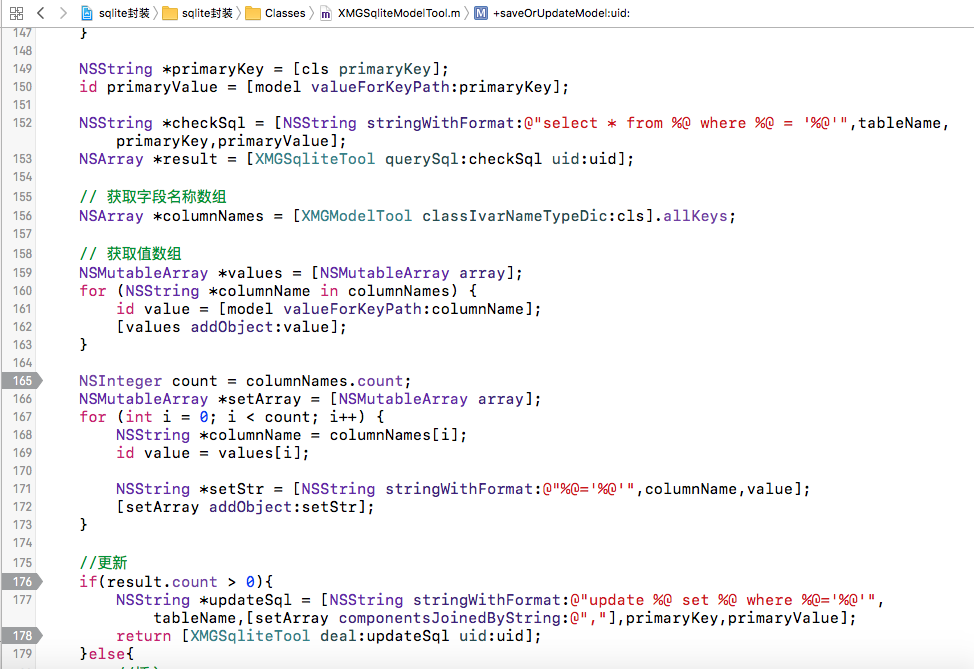 sqlite封装 〉 sqlite封装 〉 Classes 〉 m XMGSqliteModelTool.m 〉 M +saveOrUpdateModel:uid:
147 }
148
149 NSString *primaryKey = [cls primaryKey];
150 id primaryValue = [model valueForKeyPath:primaryKey];
151
152 NSString *checkSql = [NSString stringWithFormat:@"select * from %@ where %@ = '%@'",tableName,
primaryKey,primaryValue];
153 NSArray *result = [XMGSqliteTool querySql:checkSql uid:uid];
154
155 // 获取字段名称数组
156 NSArray *columnNames = [XMGModelTool classIvarNameTypeDic:cls].allKeys;
157
158 // 获取值数组
159 NSMutableArray *values = [NSMutableArray array];
160 for (NSString *columnName in columnNames) {
161 id value = [model valueForKeyPath:columnName];
162 [values addObject:value];
163 }
164
165 NSInteger count = columnNames.count;
166 NSMutableArray *setArray = [NSMutableArray array];
167 for (int i = 0; i < count; i++) {
168 NSString *columnName = columnNames[i];
169 id value = values[i];
170
171 NSString *setStr = [NSString stringWithFormat:@"%@='%@'",columnName,value];
172 [setArray addObject:setStr];
173 }
174
175 //更新
176 if(result.count > 0){
177 NSString *updateSql = [NSString stringWithFormat:@"update %@ set %@ where %@='%@'",
tableName,[setArray componentsJoinedByString:@","],primaryKey,primaryValue];
178 return [XMGSqliteTool deal:updateSql uid:uid];
179 }else{